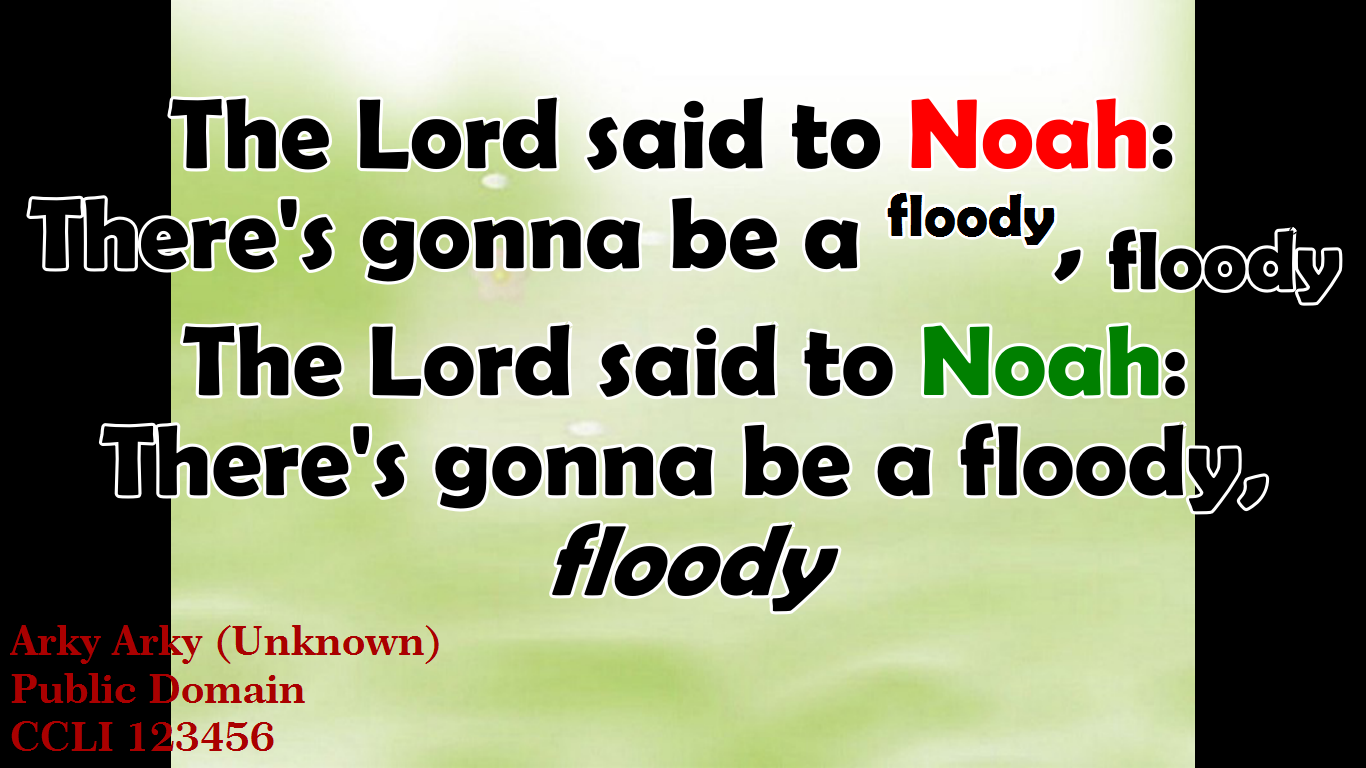 The Lord said to Noah:
There's gonna be a floody, floody
The Lord said to Noah:
There's gonna be a floody,
floody
Arky Arky (Unknown)
Public Domain
CCLI 123456